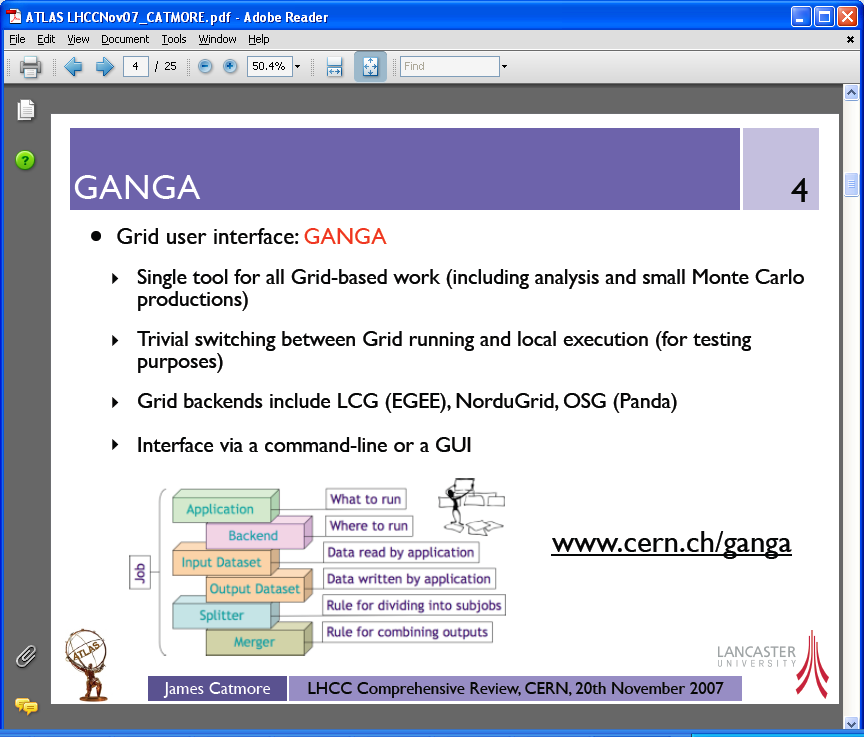 ATLAS LHCCNov07_CATMORE.pdf - Adobe Reader
File Edit View Document Tools Window Help
4 / 25 50.4% Find
GANGA
4
Grid user interface: GANGA
Single tool for all Grid-based work (including analysis and small Monte Carlo
productions)
Trivial switching between Grid running and local execution (for testing
purposes)
Grid backends include LCG (EGEE), NorduGrid, OSG (Panda)
Interface via a command-line or a GUI
Job
Application What to run
Backend Where to run
Input Dataset Data read by application
Output Dataset Data written by application
Splitter Rule for dividing into subjobs
Merger Rule for combining outputs
www.cern.ch/ganga
ATLAS
LANCASTER
UNIVERSITY
James Catmore LHCC Comprehensive Review, CERN, 20th November 2007